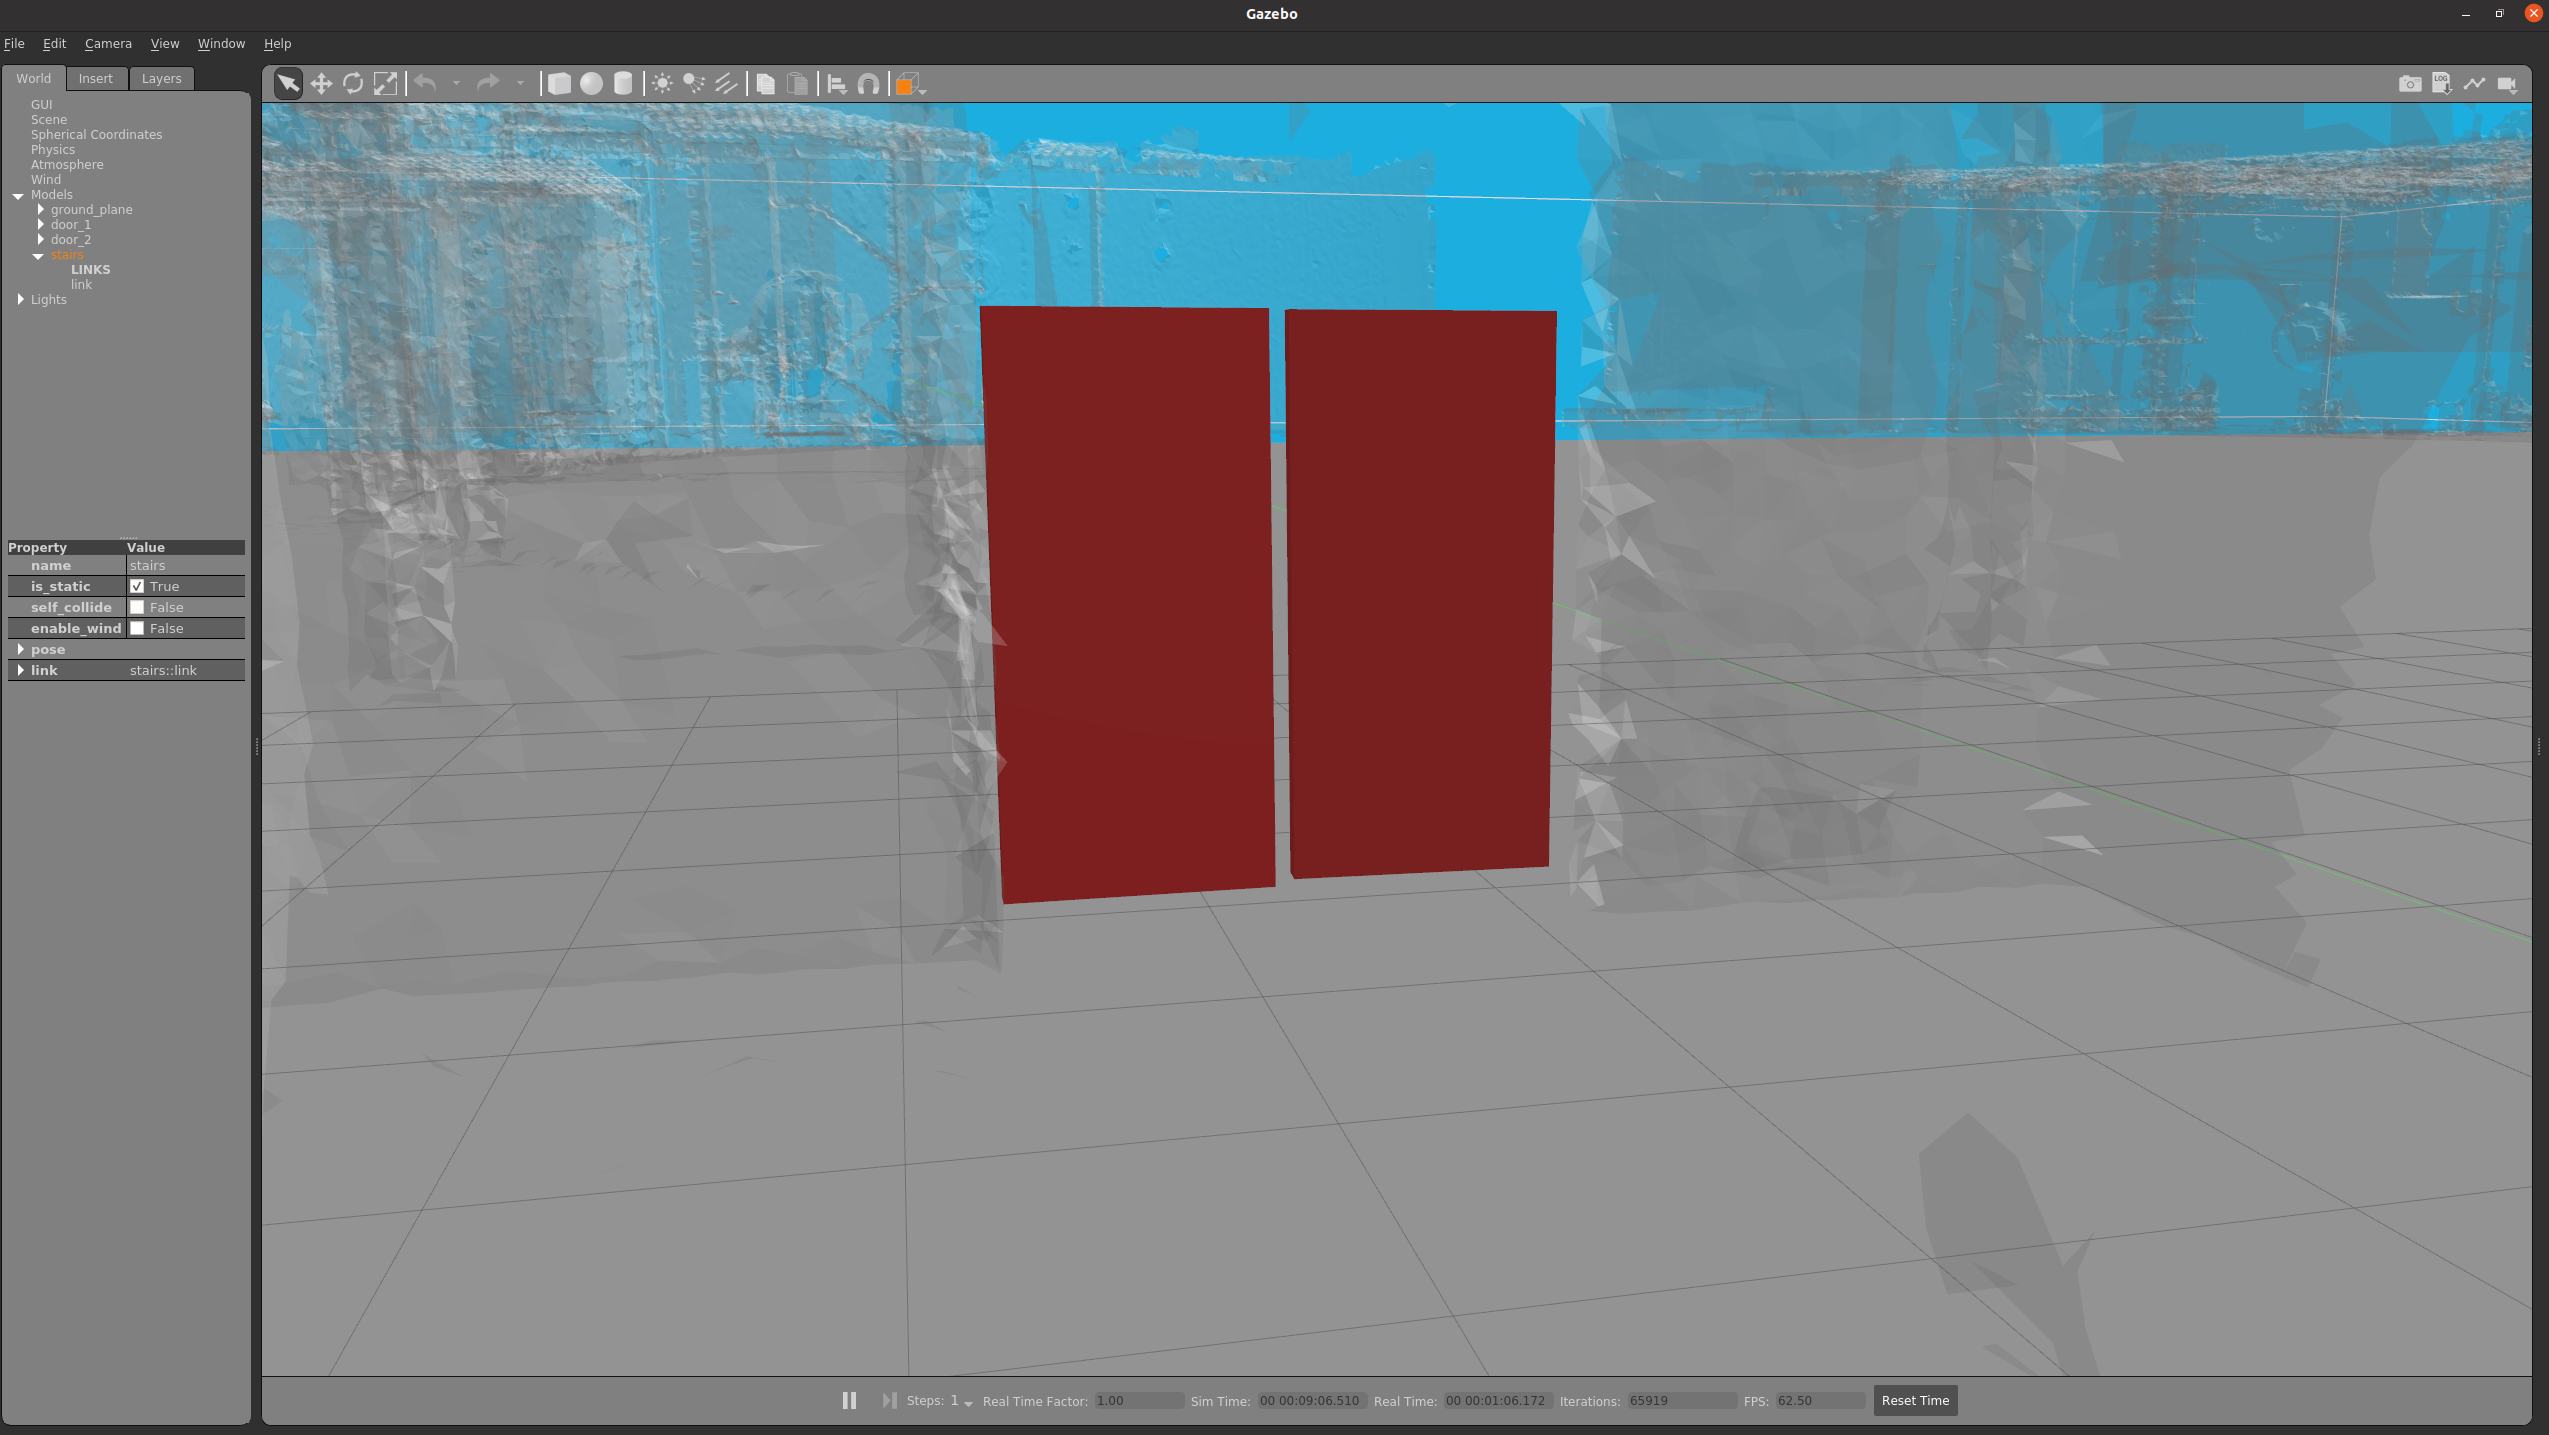 Gazebo
File Edit Camera View Window Help
World Insert Layers
GUI
Scene
Spherical Coordinates
Physics
Atmosphere
Wind
Models
ground_plane
door_1
door_2
stairs
LINKS
link
Lights
Property Value
name stairs
is_static True
self_collide False
enable_wind False
pose
link stairs::link
LOG
Steps: 1 Real Time Factor: 1.00 Sim Time: 00 00:09:06.510 Real Time: 00 00:01:06.172 Iterations: 65919 FPS: 62.50 Reset Time